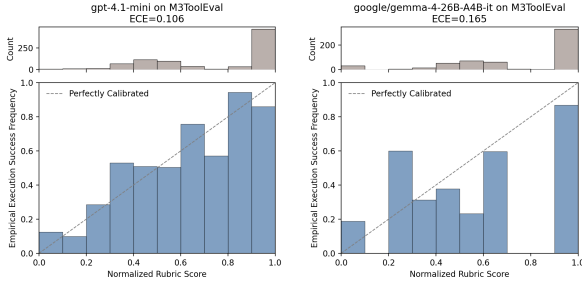 gpt-4.1-mini on M3ToolEval
ECE=0.106
Count
250
0
Empirical Execution Success Frequency
1.0
0.8
0.6
0.4
0.2
0.0
Perfectly Calibrated
0.0 0.2 0.4 0.6 0.8 1.0
Normalized Rubric Score
google/gemma-4-26B-A4B-it on M3ToolEval
ECE=0.165
Count
200
0
Empirical Execution Success Frequency
1.0
0.8
0.6
0.4
0.2
0.0
Perfectly Calibrated
0.0 0.2 0.4 0.6 0.8 1.0
Normalized Rubric Score